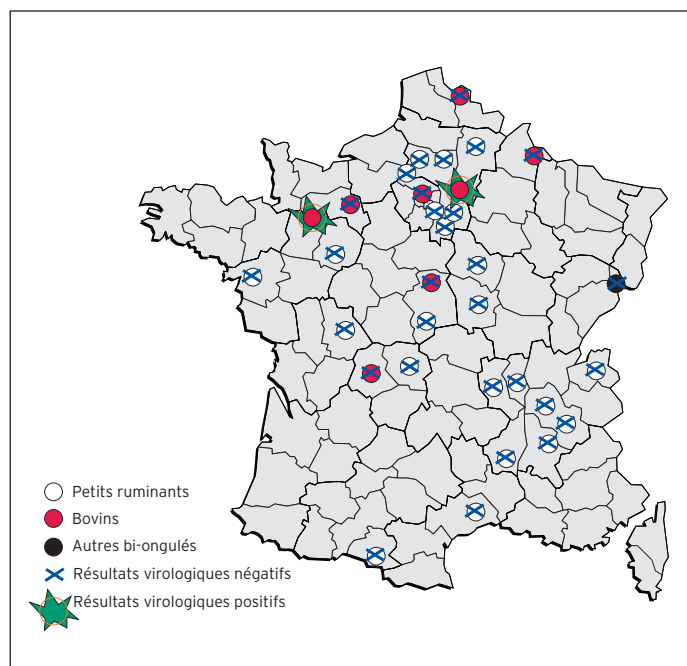 Petits ruminants
Bovins
Autres bi-ongulés
Résultats virologiques négatifs
Résultats virologiques positifs